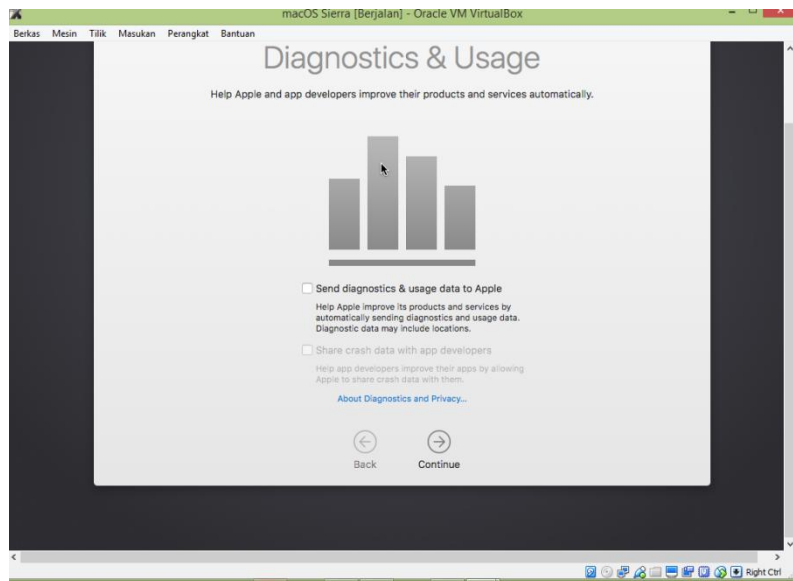 macOS Sierra [Berjalan] - Oracle VM VirtualBox
Berkas Mesin Tilik Masukan Perangkat Bantuan
Diagnostics & Usage
Help Apple and app developers improve their products and services automatically.
Send diagnostics & usage data to Apple
Help Apple improve its products and services by
automatically sending diagnostics and usage data.
Diagnostic data may include locations.
Share crash data with app developers
Help app developers improve their apps by allowing
Apple to share crash data with them.
About Diagnostics and Privacy...
Back Continue
Right Ctrl